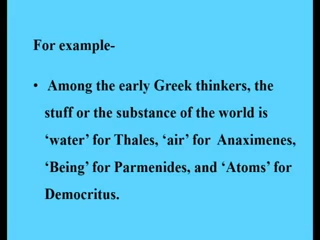 For example-
• Among the early Greek thinkers, the
stuff or the substance of the world is
‘water’ for Thales, ‘air’ for Anaximenes,
‘Being’ for Parmenides, and ‘Atoms’ for
Democritus.